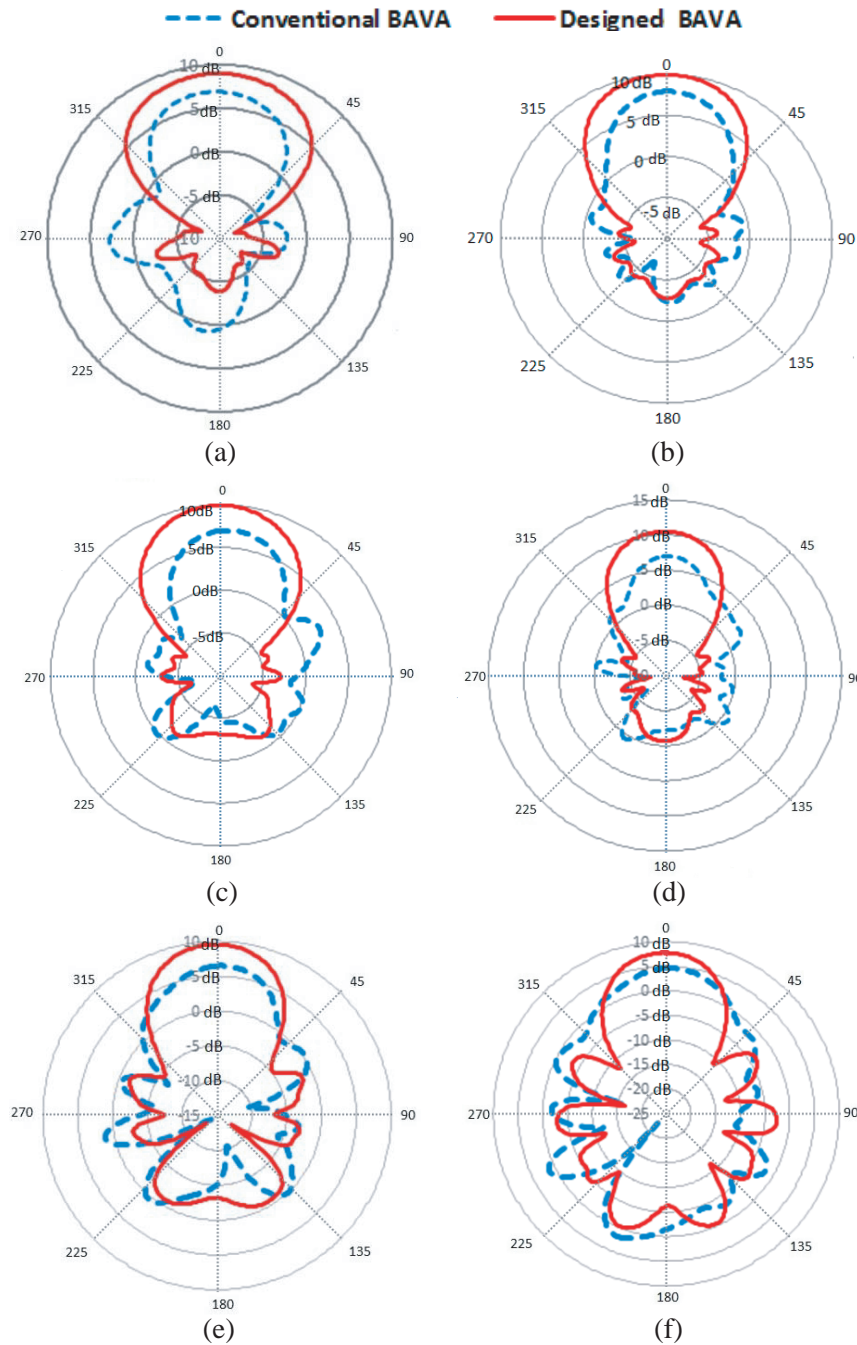 Conventional BAVA Designed BAVA
0
10 dB
315 45
5 dB
0 dB
-5 dB
270 90
225 135
(a)
0
10 dB
315 45
5 dB
0 dB
-5 dB
270 90
225 135
180
(b)
0
10dB
315 45
5dB
0dB
-5dB
270 90
225 135
180
(c)
0
15 dB
315 45
10 dB
5 dB
0 dB
-5 dB
270 90
225 135
180
(d)
0
10 dB
315 45
5 dB
0 dB
-5 dB
-10 dB
-15
270 90
225 135
180
(e)
0
10 dB
315 45
5 dB
0 dB
-5 dB
-10 dB
-15 dB
-20 dB
-25
270 90
225 135
180
(f)